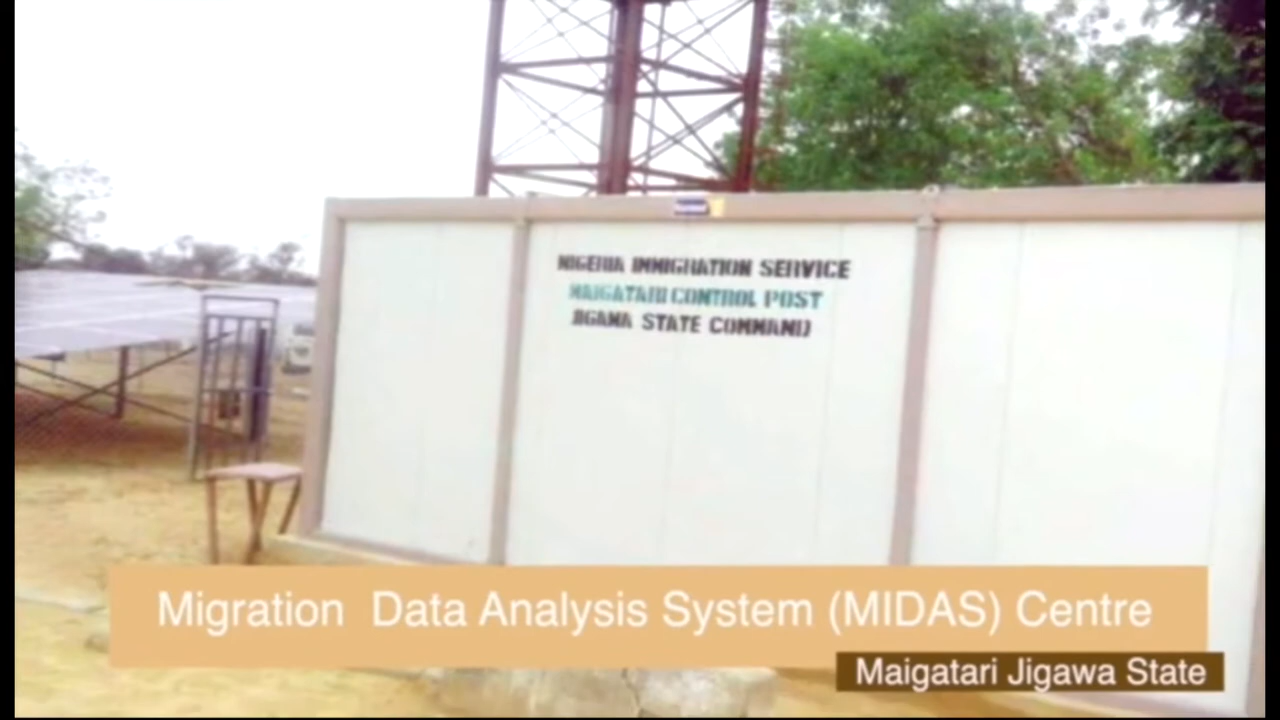 NIGERIA IMMIGRATION SERVICE
MAIGATARI CONTROL POST
JIGAWA STATE COMMAND
Migration Data Analysis System (MIDAS) Centre
Maigatari Jigawa State